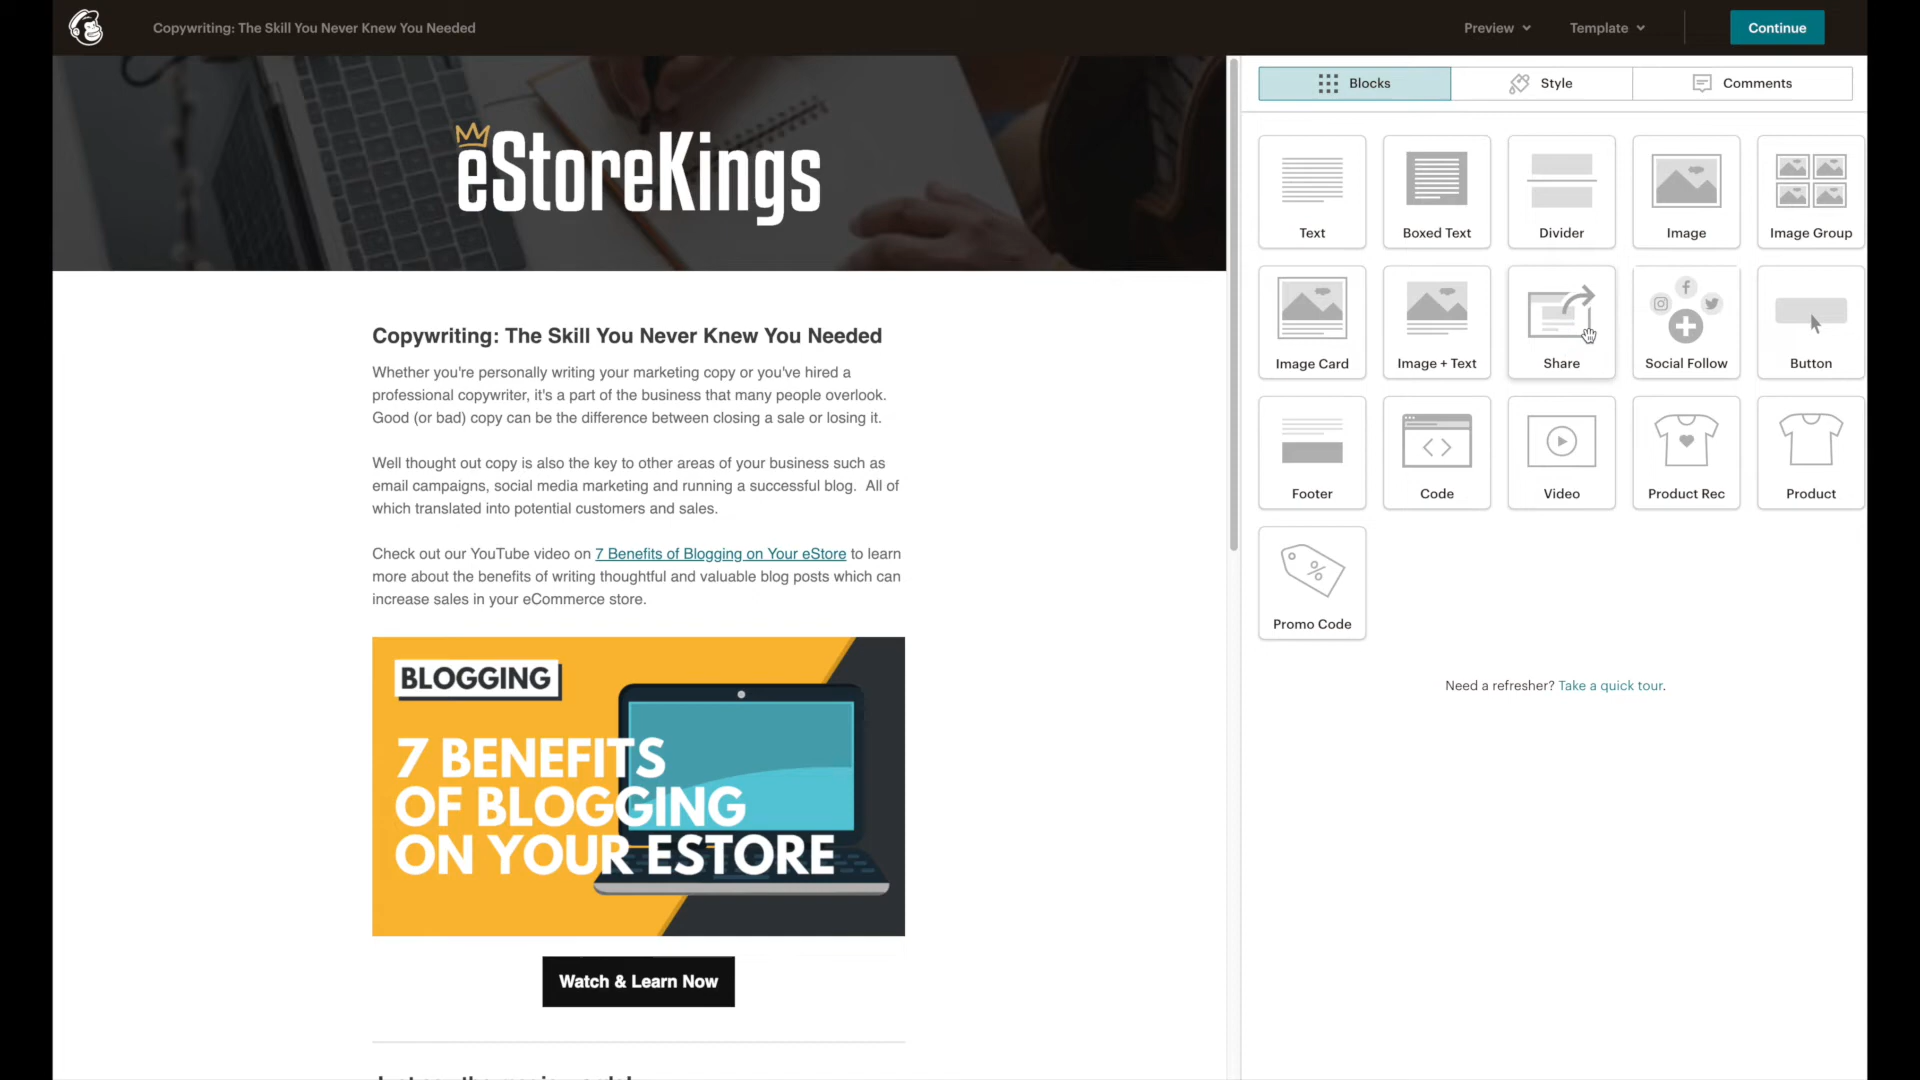 Copywriting: The Skill You Never Knew You Needed
Preview
Template
Continue
eStoreKings
Copywriting: The Skill You Never Knew You Needed
Whether you're personally writing your marketing copy or you've hired a
professional copywriter, it's a part of the business that many people overlook.
Good (or bad) copy can be the difference between closing a sale or losing it.
Well thought out copy is also the key to other areas of your business such as
email campaigns, social media marketing and running a successful blog.  All of
which translated into potential customers and sales.
Check out our YouTube video on 7 Benefits of Blogging on Your eStore to learn
more about the benefits of writing thoughtful and valuable blog posts which can
increase sales in your eCommerce store.
BLOGGING
7 BENEFITS
OF BLOGGING
ON YOUR ESTORE
Watch & Learn Now
Blocks
Style
Comments
Text
Boxed Text
Divider
Image
Image Group
Image Card
Image + Text
Share
Social Follow
Button
Footer
Code
Video
Product Rec
Product
%
Promo Code
Need a refresher? Take a quick tour.